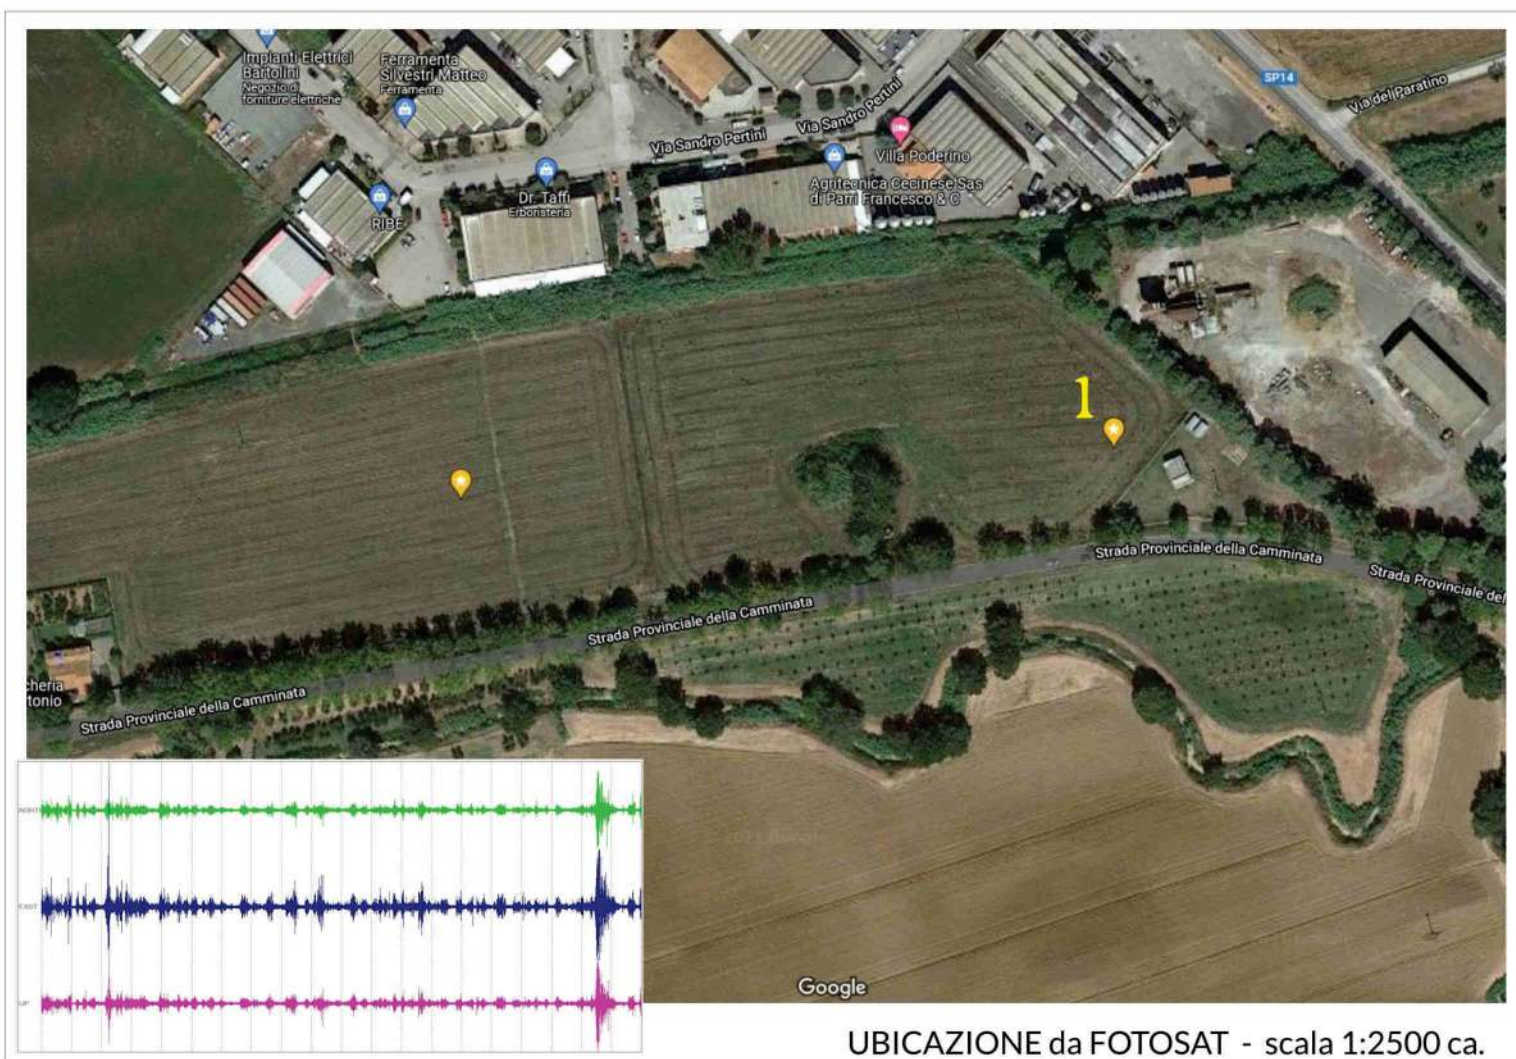 Impianti Elettrici
Bartolini
Negozio di
forniture elettriche
Ferramenta
Silvestri Matteo
Ferramenta
SP14
Via del Paratino
Via Sandro Pertini
Via Sandro Pertini
Villa Poderino
Agritecnica Cecinese Sas
di Parri Francesco & C
Dr. Taffi
Erboristeria
RIBE
1
Strada Provinciale della Camminata
Strada Provinciale del
Strada Provinciale della Camminata
cheria
tonio
Strada Provinciale della Camminata
UP
Google
UBICAZIONE da FOTOSAT - scala 1:2500 ca.